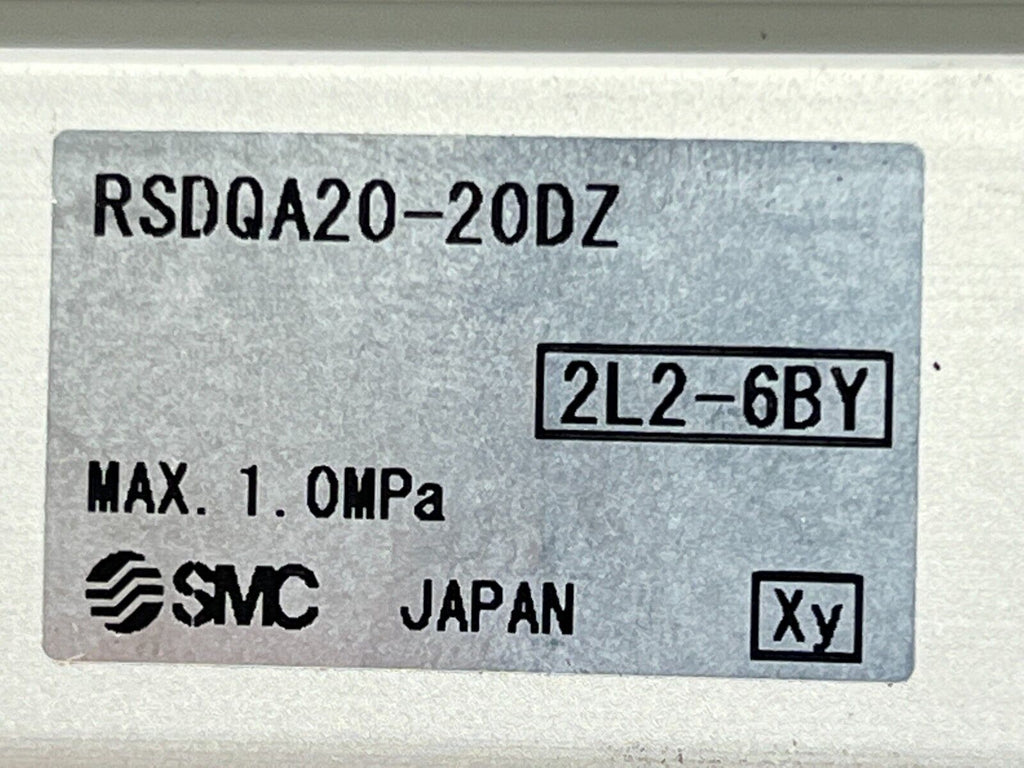 RSDQA20-20DZ
2L2-6BY
MAX. 1.0MPa
SMC JAPAN Xy